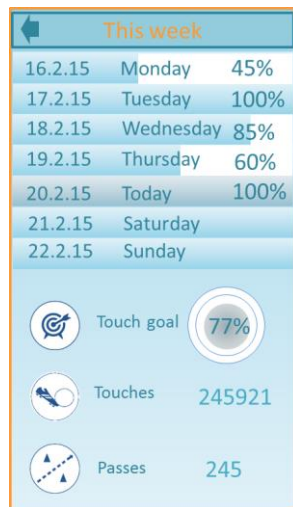 This week
16.2.15 Monday 45%
17.2.15 Tuesday 100%
18.2.15 Wednesday 85%
19.2.15 Thursday 60%
20.2.15 Today 100%
21.2.15 Saturday
22.2.15 Sunday
Touch goal 77%
Touches 245921
Passes 245